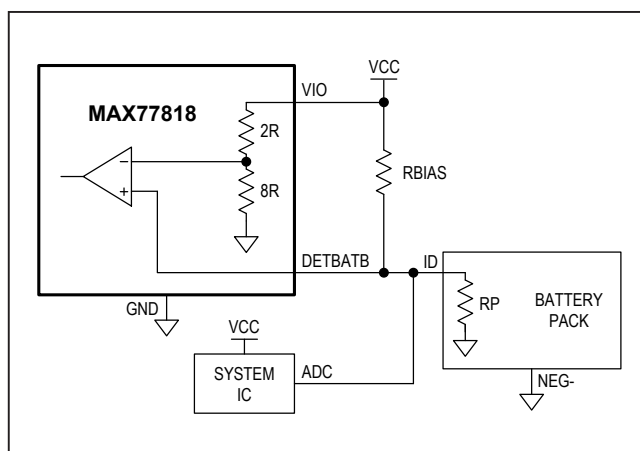 VCC
VIO
MAX77818
2R
–
8R
+
RBIAS
DETBATB
ID
RP
BATTERY
PACK
GND
VCC
SYSTEM
IC
ADC
NEG-